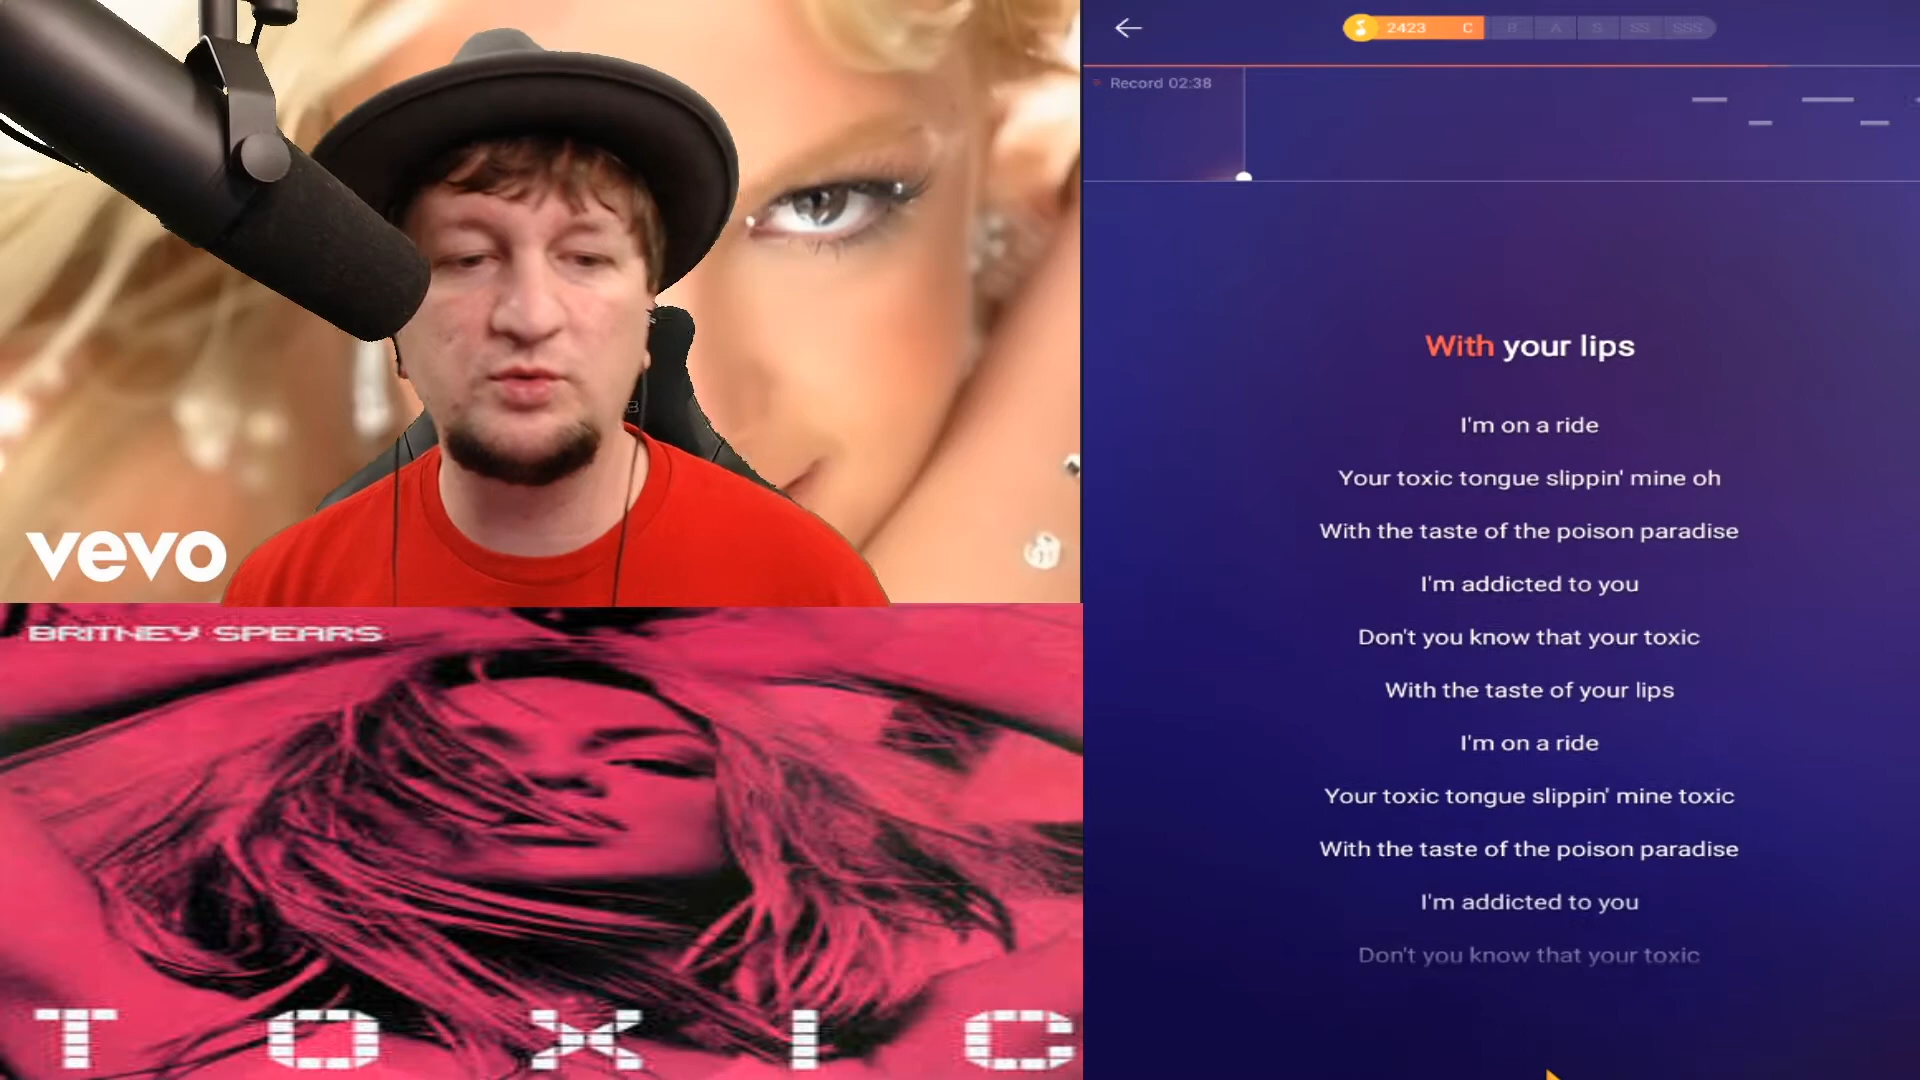 vevo
BRITNEY SPEARS
TOXIC
2423 C B A S SS SSS
Record 02:38
With your lips
I'm on a ride
Your toxic tongue slippin' mine oh
With the taste of the poison paradise
I'm addicted to you
Don't you know that your toxic
With the taste of your lips
I'm on a ride
Your toxic tongue slippin' mine toxic
With the taste of the poison paradise
I'm addicted to you
Don't you know that your toxic